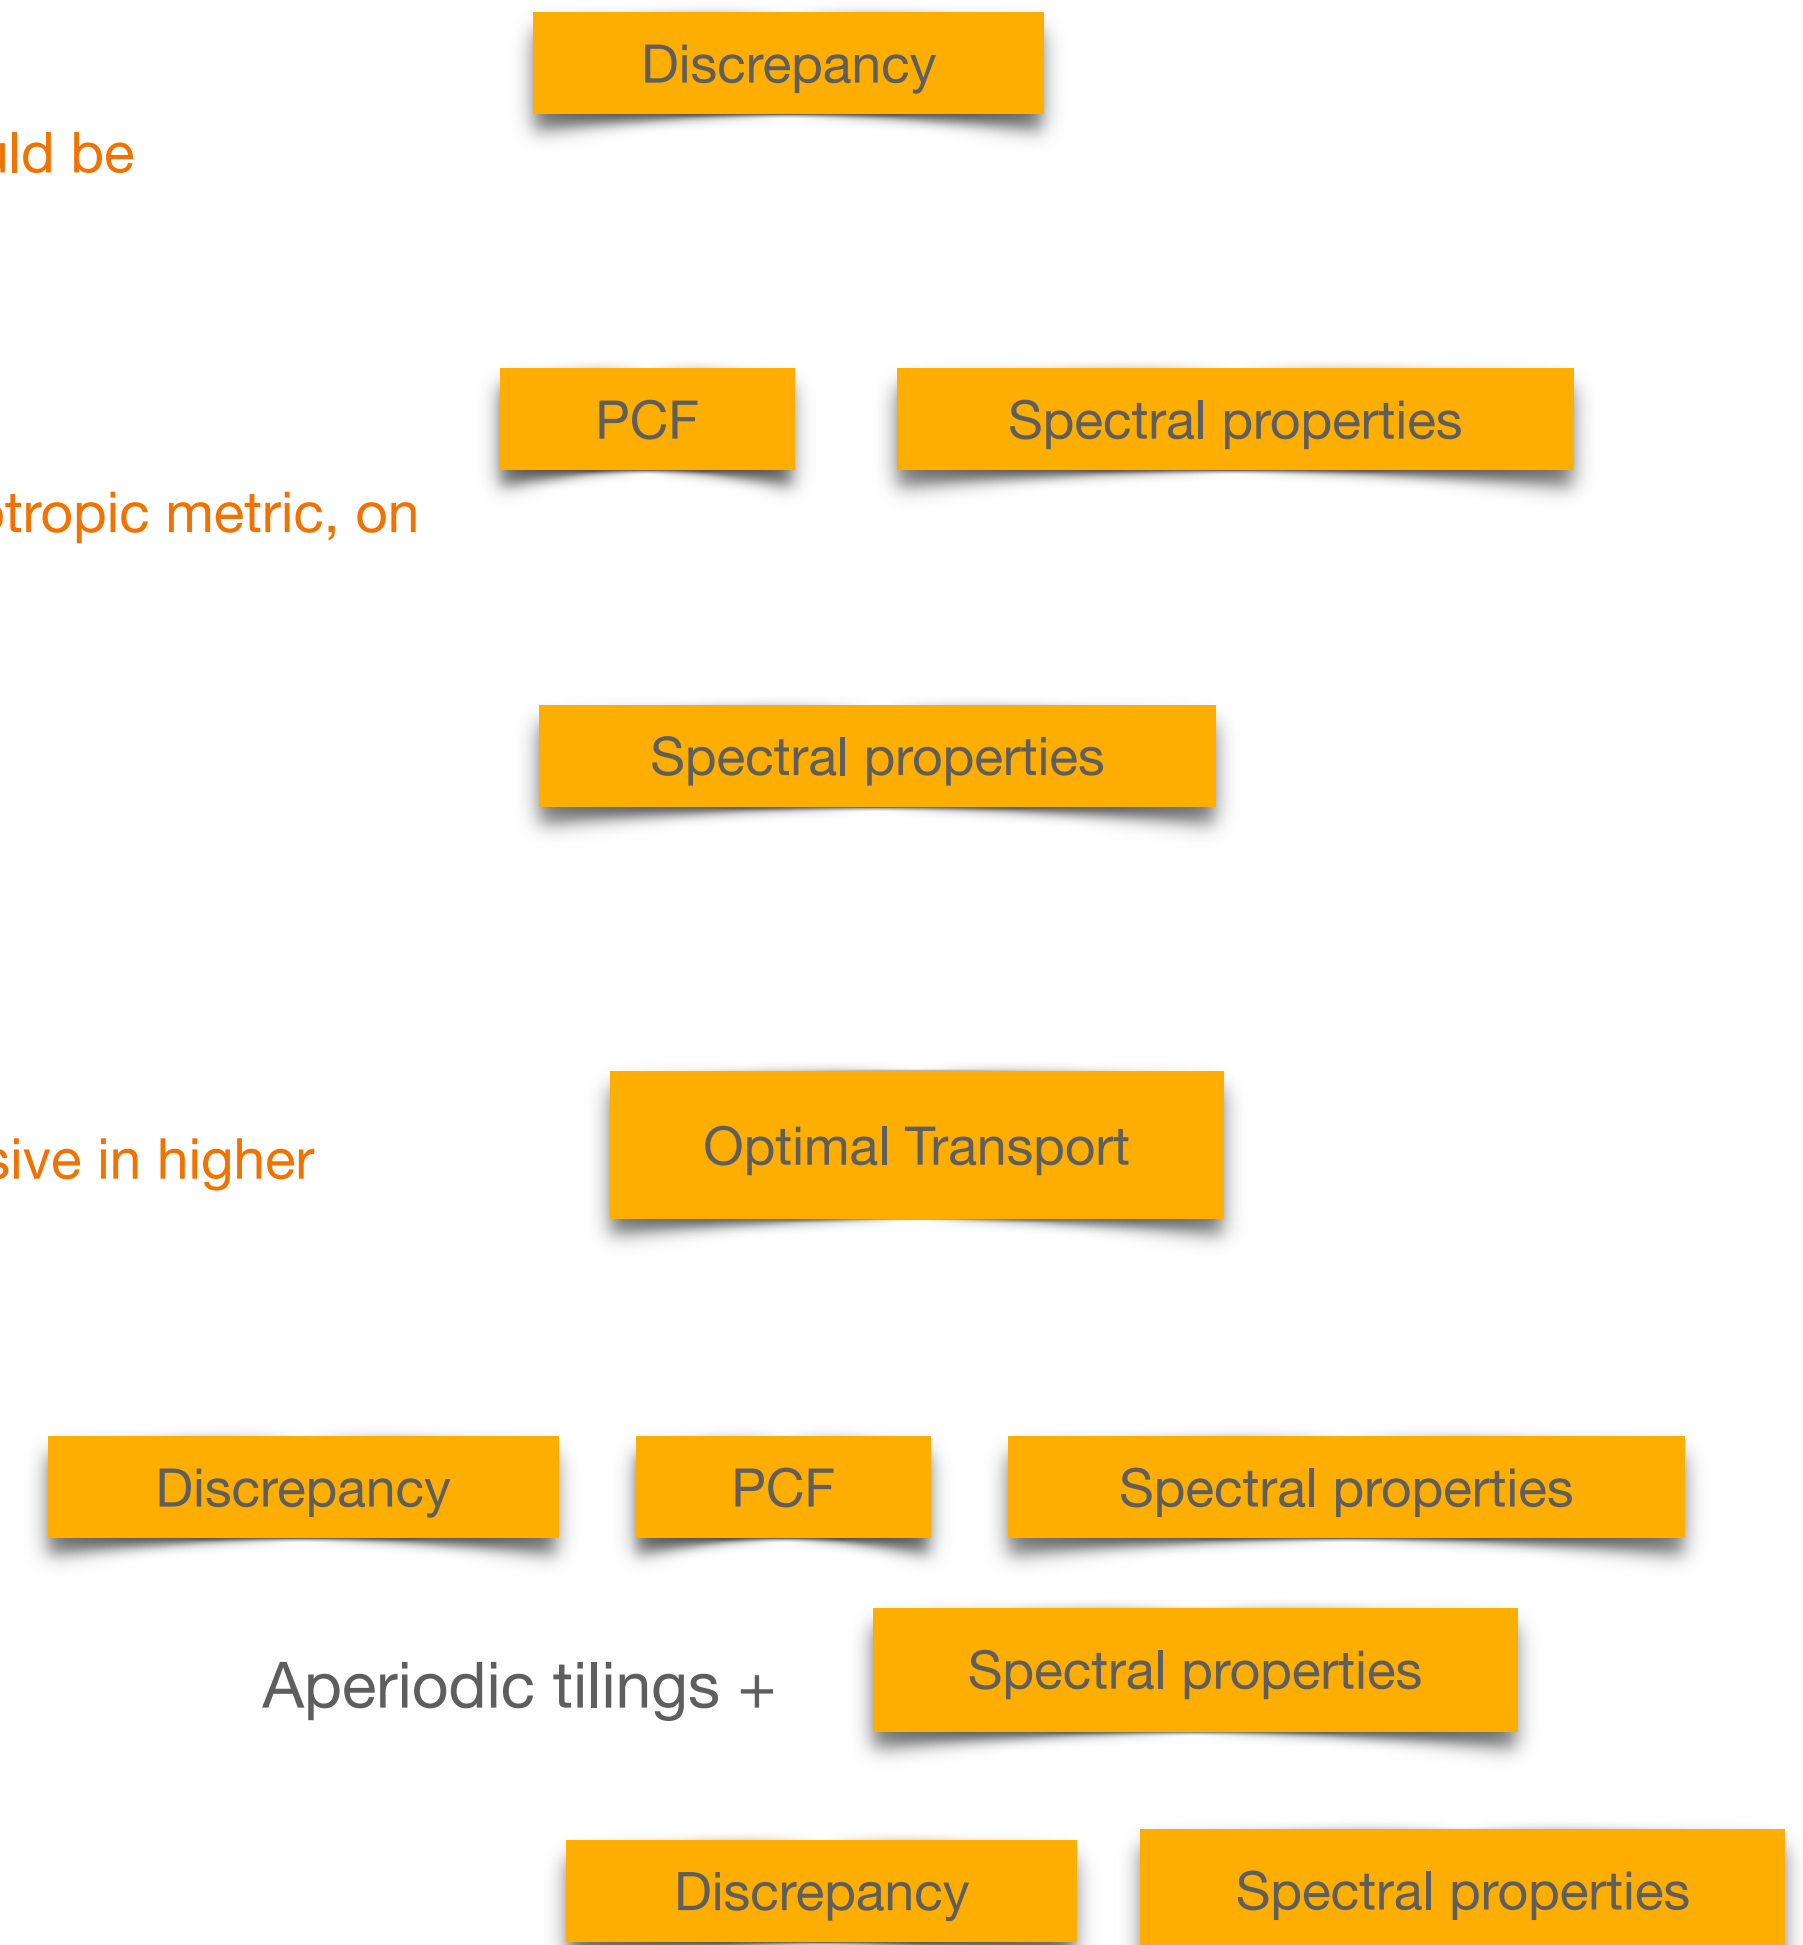 Discrepancy
uld be
PCF Spectral properties
tropic metric, on
Spectral properties
Optimal Transport
sive in higher
Discrepancy PCF Spectral properties
Aperiodic tilings + Spectral properties
Discrepancy Spectral properties